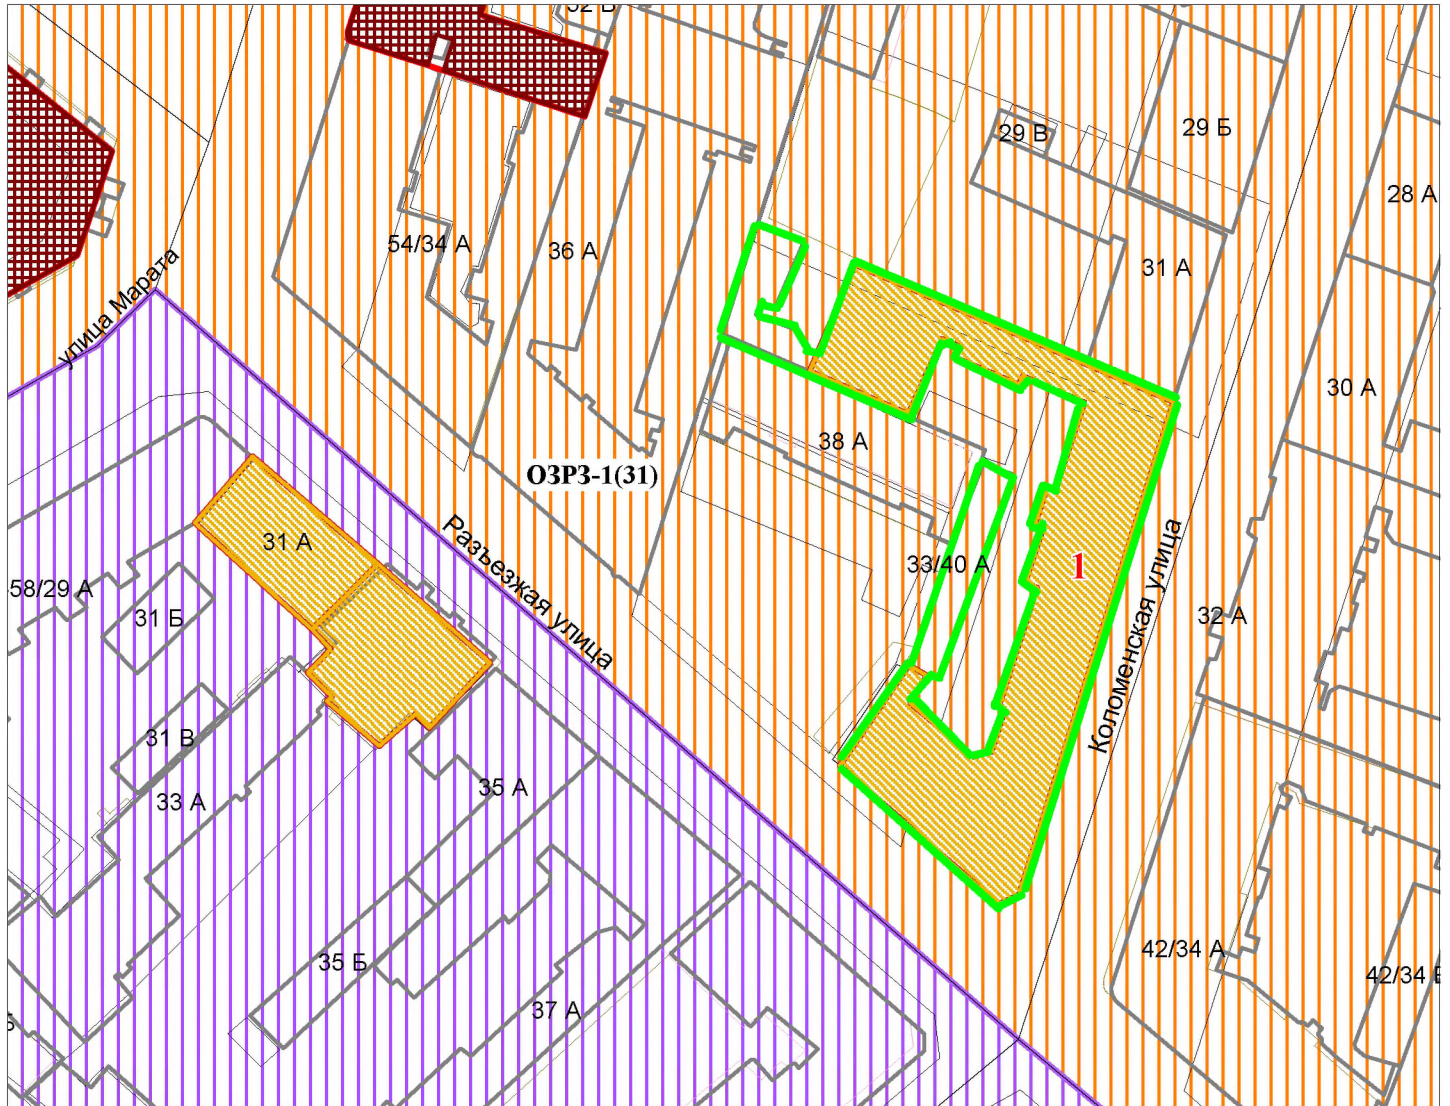 29 В
29 Б
28 А
54/34 А
36 А
31 А
улица Марата
30 А
38 А
ОЗРЗ-1(31)
31 А
Разъезжая улица
33/40 А
1
58/29 А
31 Б
Коломенская улица
32 А
31 В
33 А
35 А
35 Б
42/34 А
42/34
37 А